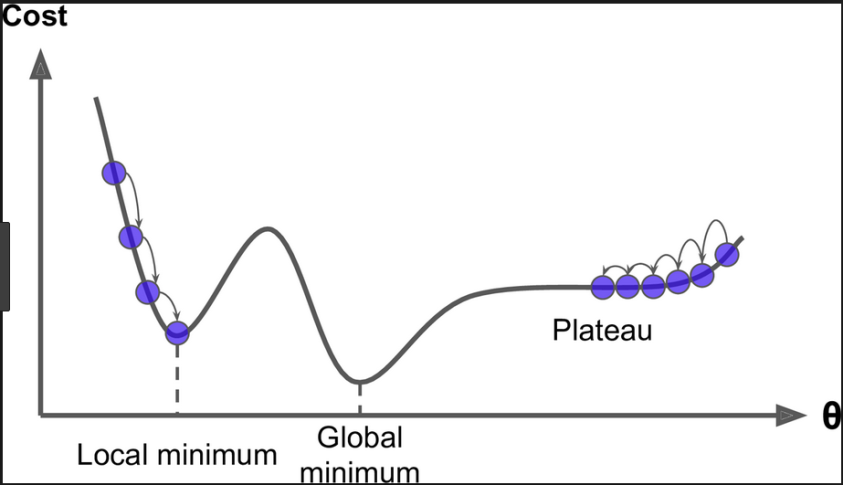 Cost
Plateau
θ
Local minimum
Global
minimum